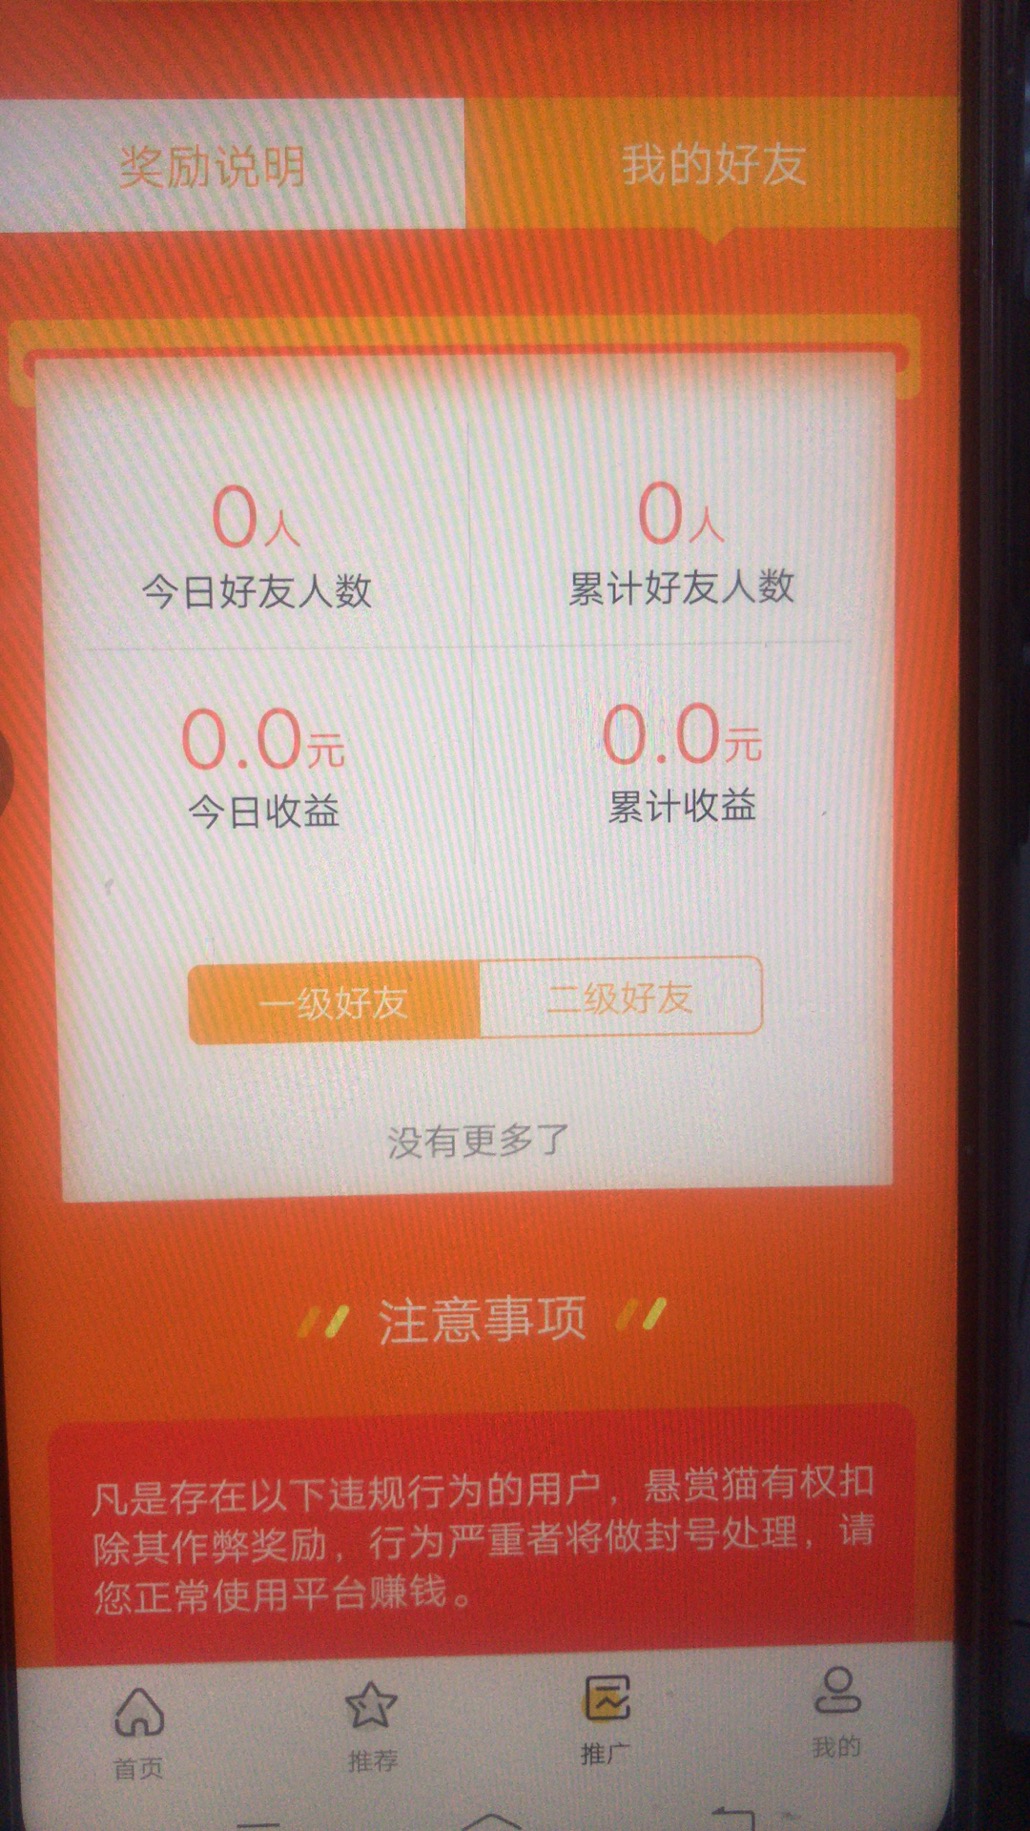 奖励说明
我的好友
0人
今日好友人数
0人
累计好友人数
0.0元
今日收益
0.0元
累计收益
一级好友
二级好友
没有更多了
注意事项
凡是存在以下违规行为的用户，悬赏猫有权扣
除其作弊奖励，行为严重者将做封号处理，请
您正常使用平台赚钱。
首页
推荐
推广
我的